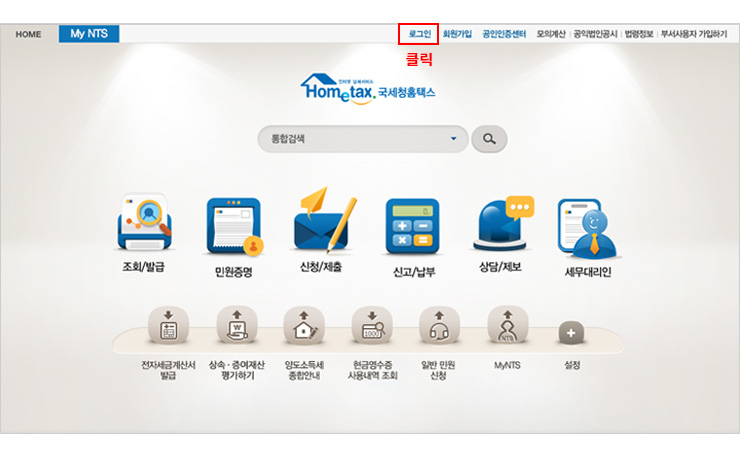 HOME My NTS 로그인 회원가입 공인인증센터 모의계산 | 공익법인공시 | 법령정보 | 부서사용자 가입하기
클릭
인터넷 납세서비스
Hometax. 국세청홈택스
통합검색
0.
조회/발급 민원증명 신청/제출 신고/납부 상담/제보 세무대리인
W 1000 NTS
전자세금계산서 상속·증여재산 양도소득세 현금영수증 일반 민원 MyNTS 설정
발급 평가하기 종합안내 사용내역 조회 신청